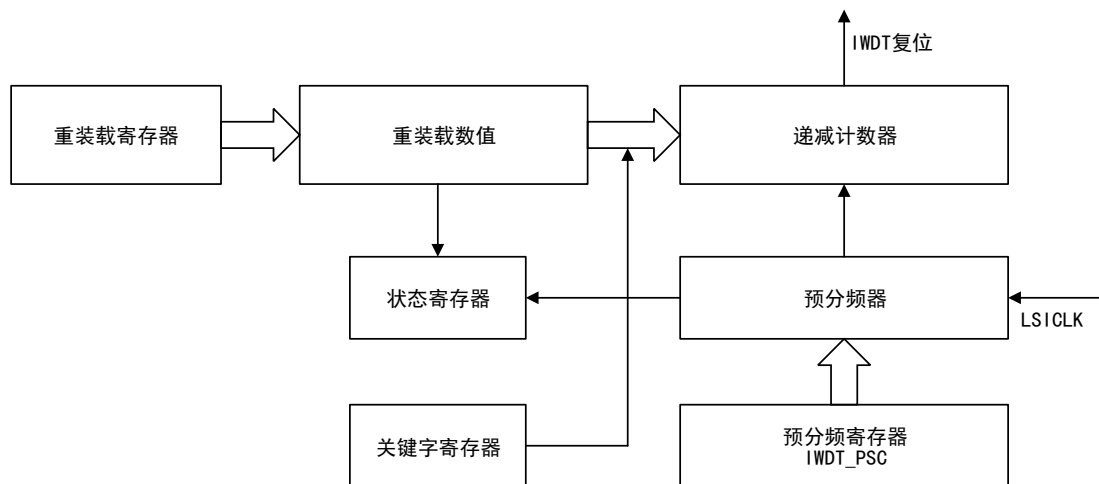 IWDT复位
重装载寄存器
重装载数值
递减计数器
状态寄存器
预分频器
LSICLK
关键字寄存器
预分频寄存器
IWDT_PSC